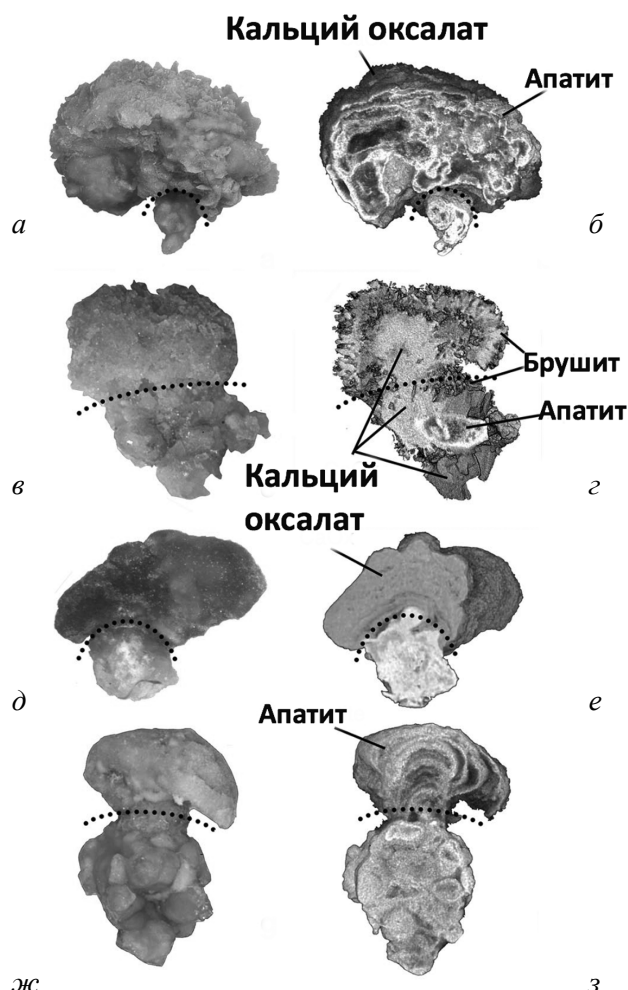 Кальций оксалат
Апатит
а
б
Брушит
Апатит
в
г
Кальций
оксалат
д
е
Апатит
ж
з